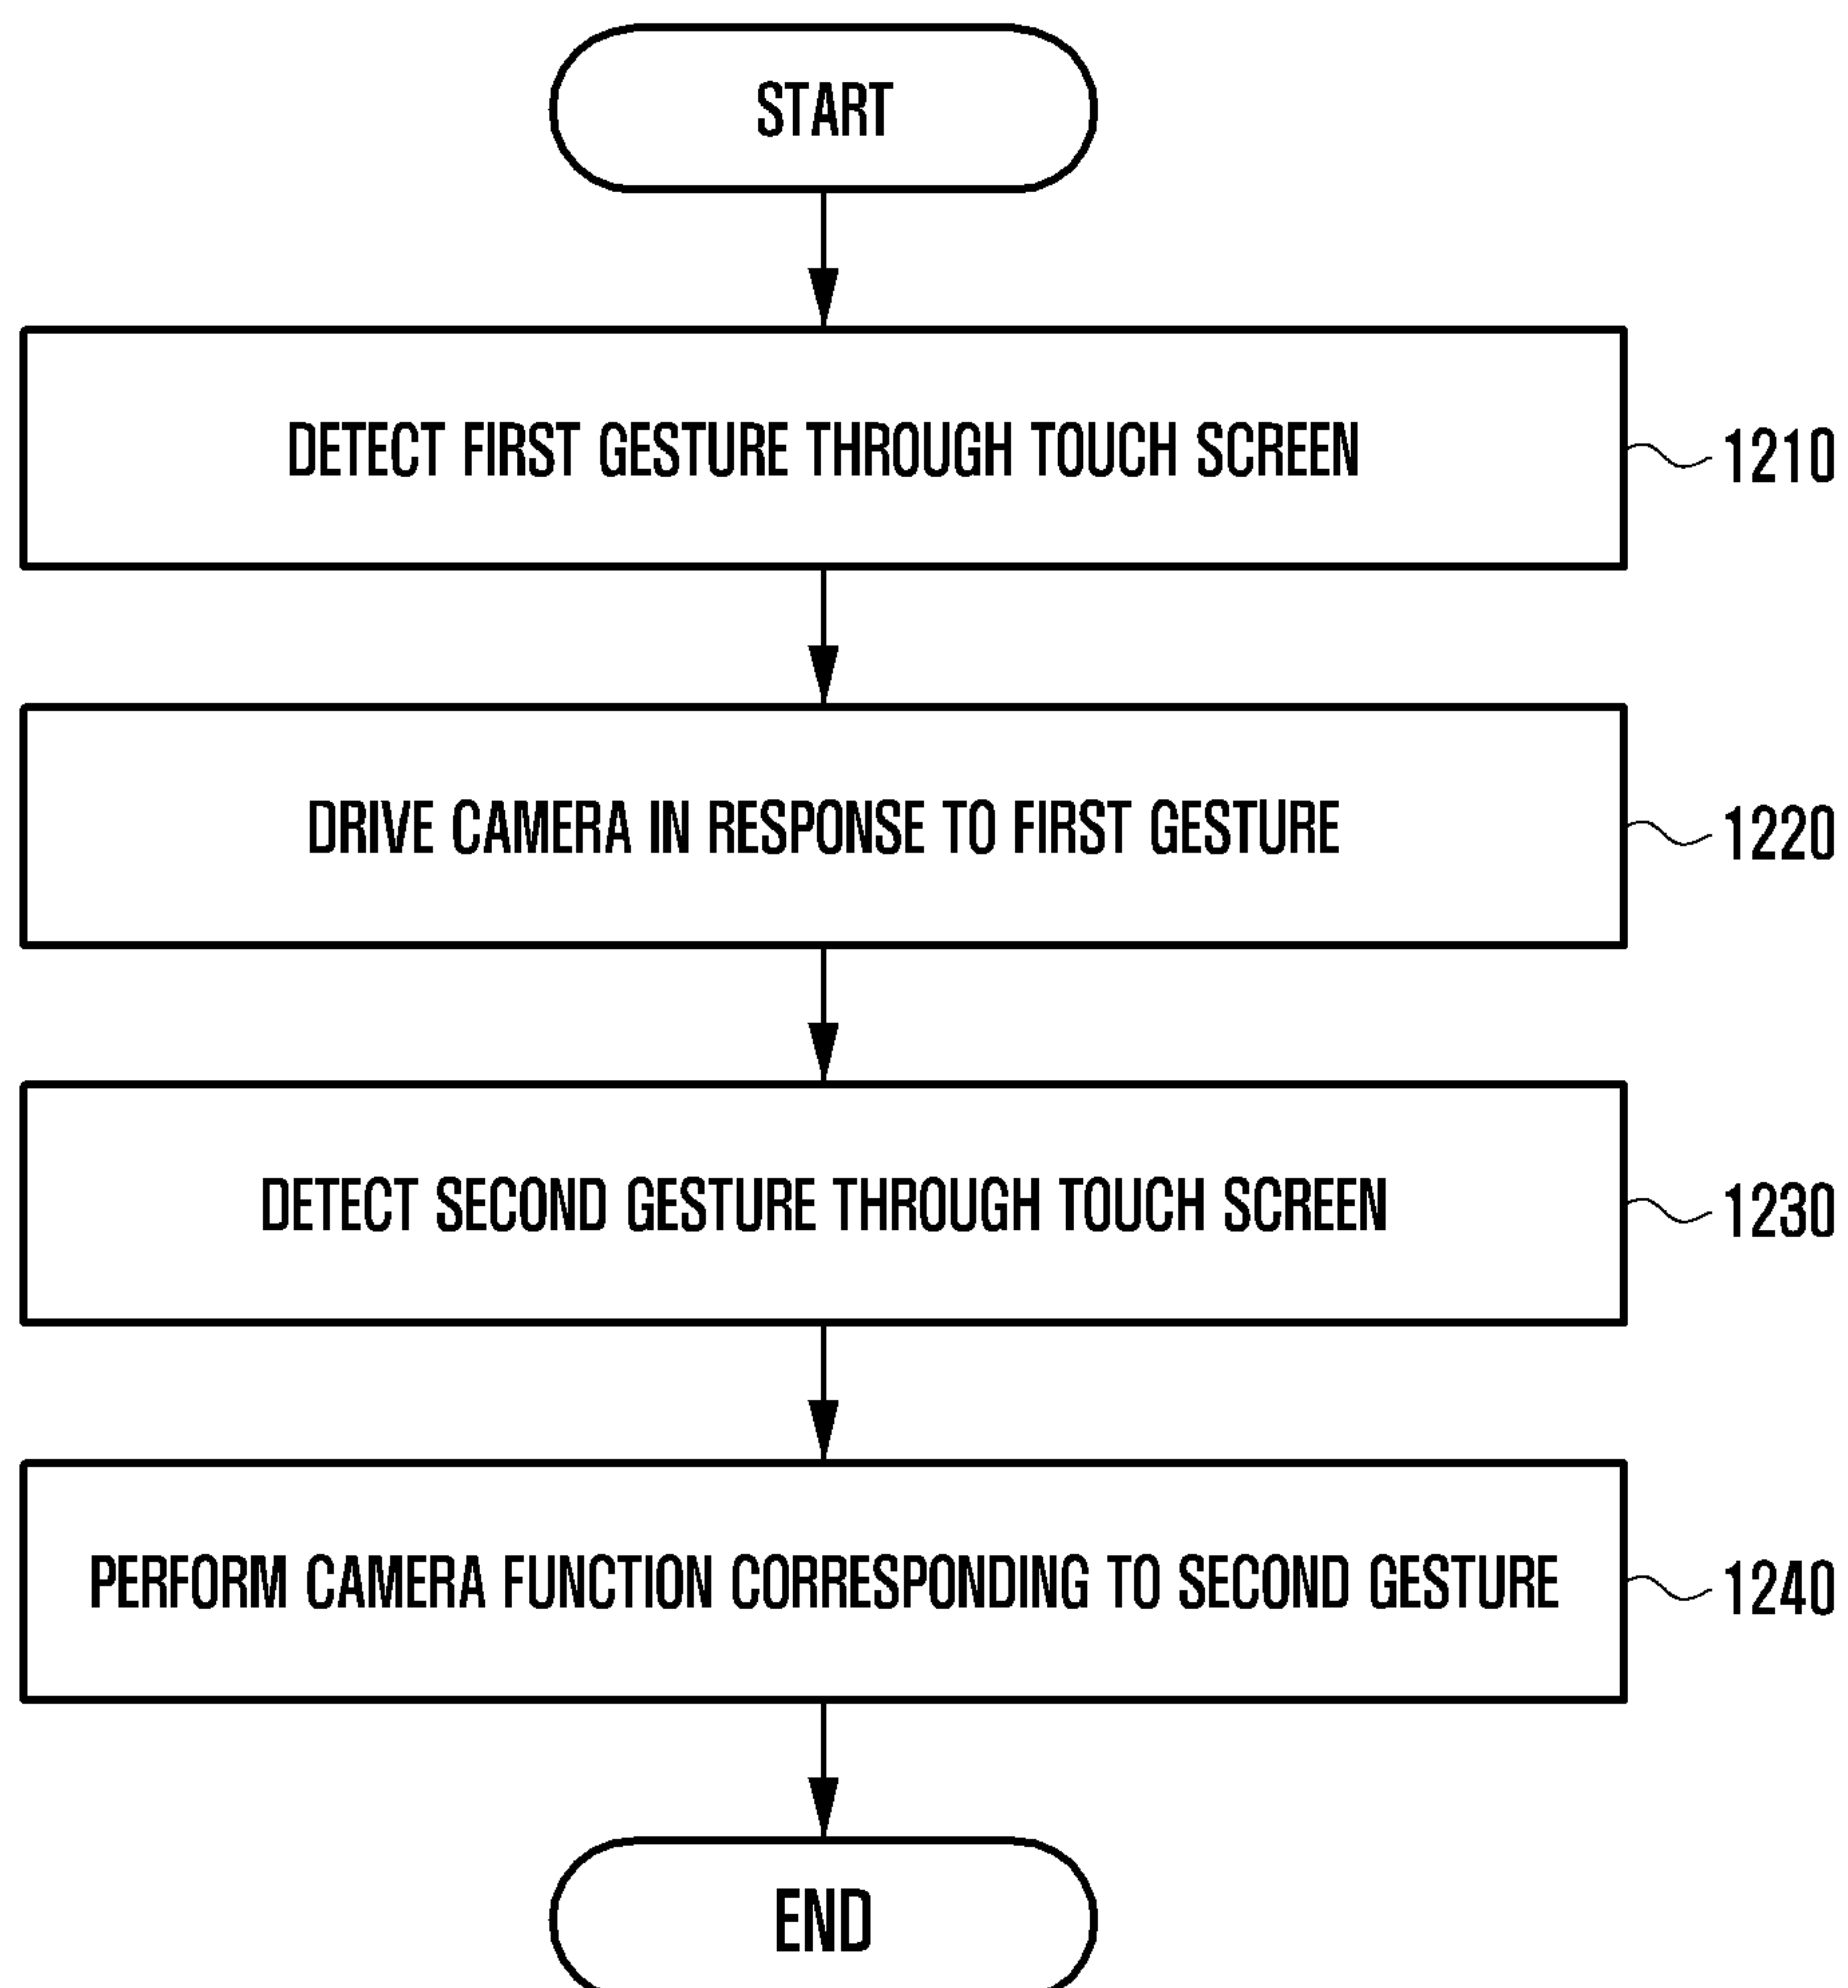 START
DETECT FIRST GESTURE THROUGH TOUCH SCREEN
1210
DRIVE CAMERA IN RESPONSE TO FIRST GESTURE
1220
DETECT SECOND GESTURE THROUGH TOUCH SCREEN
1230
PERFORM CAMERA FUNCTION CORRESPONDING TO SECOND GESTURE
1240
END